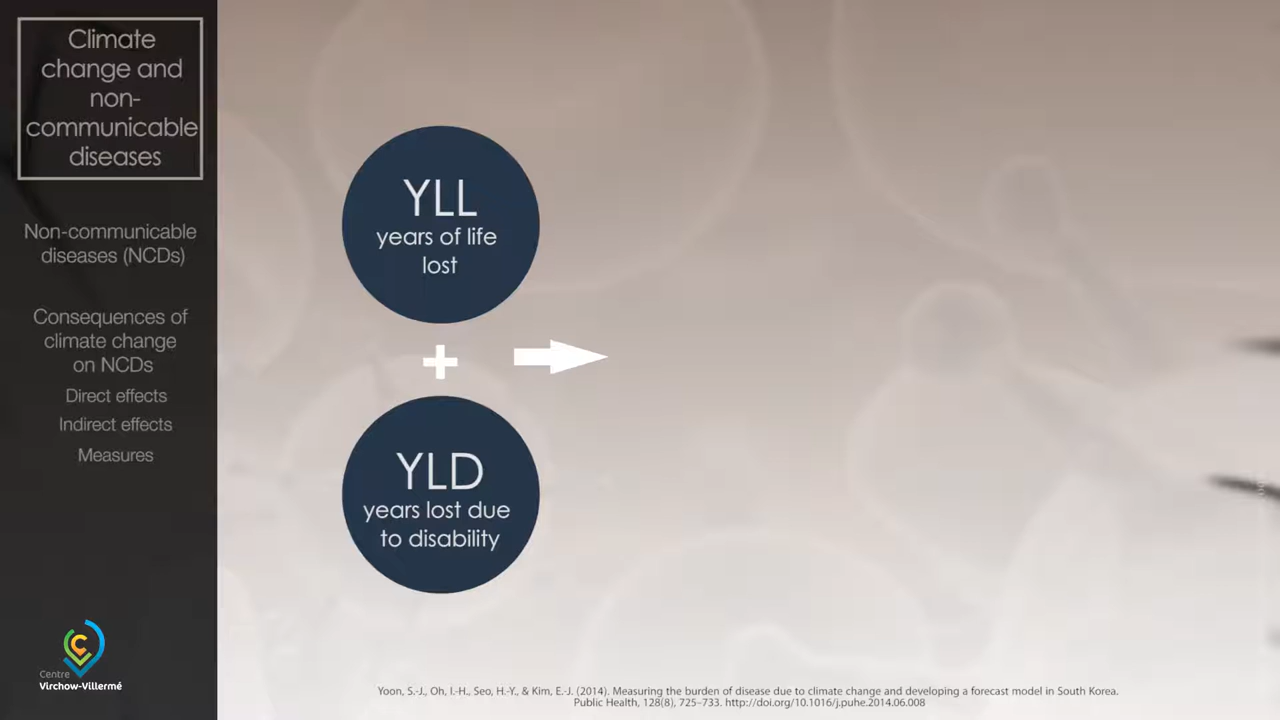 Climate
change and
non-
communicable
diseases
Non-communicable
diseases (NCDs)
Consequences of
climate change
on NCDs
Direct effects
Indirect effects
Measures
Centre
Virchow-Villermé
YLL
years of life
lost
+
YLD
years lost due
to disability
Yoon, S.-J., Oh, I.-H., Seo, H.-Y., & Kim, E.-J. (2014). Measuring the burden of disease due to climate change and developing a forecast model in South Korea.
Public Health, 128(8), 725–733. http://doi.org/10.1016/j.puhe.2014.06.008